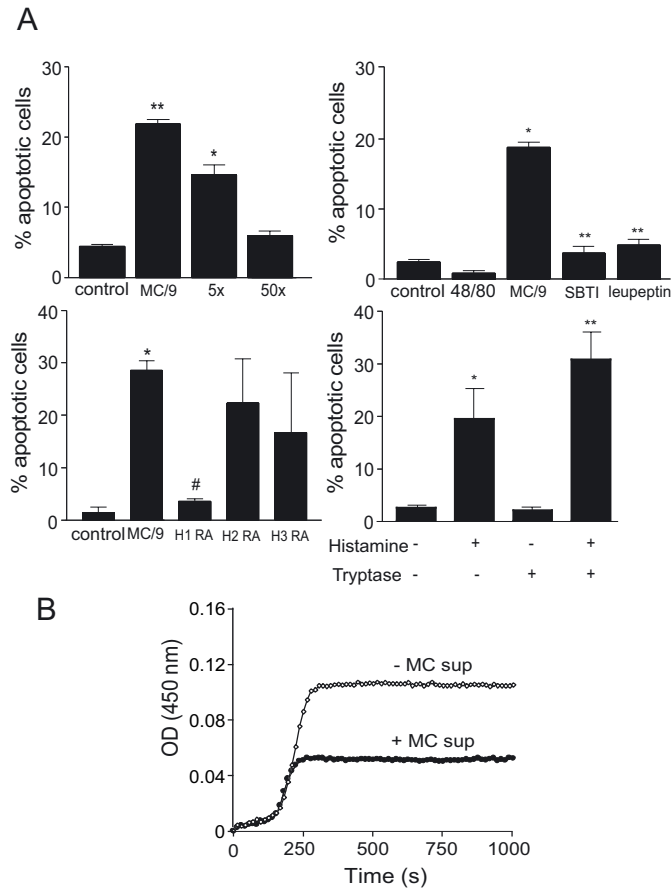 A
% apoptotic cells
30
20
10
0
**
*
control MC/9 5x 50x
% apoptotic cells
30
20
10
0
*
**
**
control 48/80 MC/9 SBTI leupeptin
% apoptotic cells
40
30
20
10
0
*
#
control MC/9 H1 RA H2 RA H3 RA
% apoptotic cells
40
30
20
10
0
*
**
Histamine - + - +
Tryptase - - + +
B
OD (450 nm)
0.16
0.12
0.08
0.04
0
- MC sup
+ MC sup
0 250 500 750 1000
Time (s)